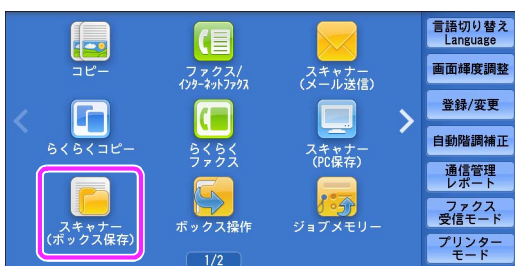 コピー
ファクス/
インターネットファクス
スキャナー
(メール送信)
らくらくコピー
らくらく
ファクス
スキャナー
(PC保存)
スキャナー
(ボックス保存)
ボックス操作
ジョブメモリー
1/2
言語切り替え
Language
画面輝度調整
登録/変更
自動階調補正
通信管理
レポート
ファクス
受信モード
プリンター
モード